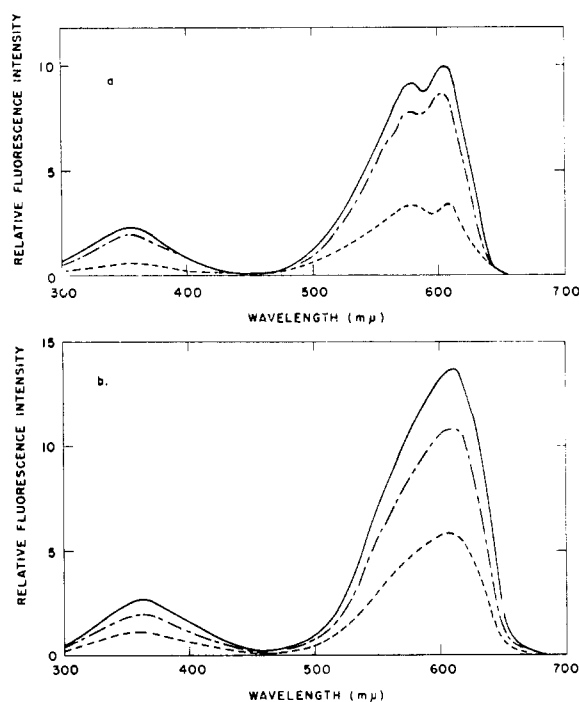 RELATIVE FLUORESCENCE INTENSITY
a
10
5
0
300 400 500 600 700
WAVELENGTH (mμ)
RELATIVE FLUORESCENCE INTENSITY
b.
15
10
5
0
300 400 500 600 700
WAVELENGTH (mμ)